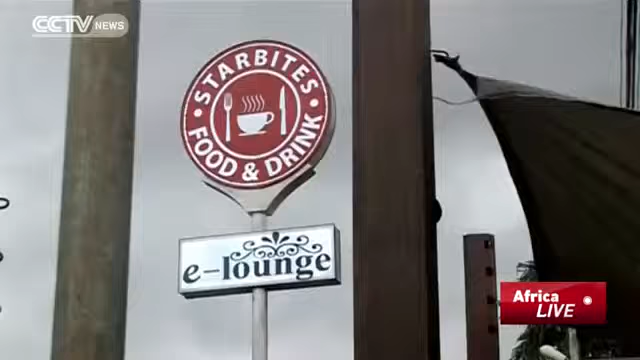 CCTV NEWS
STARBITES
FOOD & DRINK
e-lounge
Africa
LIVE